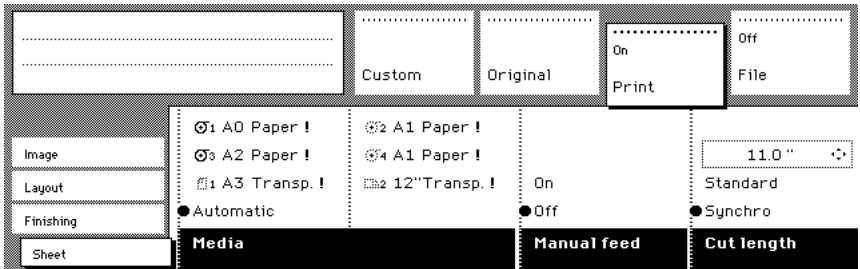 Custom
Original
On
Print
Off
File
Image
Layout
Finishing
Sheet
1 A0 Paper !
3 A2 Paper !
1 A3 Transp. !
Automatic
2 A1 Paper !
4 A1 Paper !
2 12"Transp. !
Media
On
Off
Manual feed
11.0 "
Standard
Synchro
Cut length